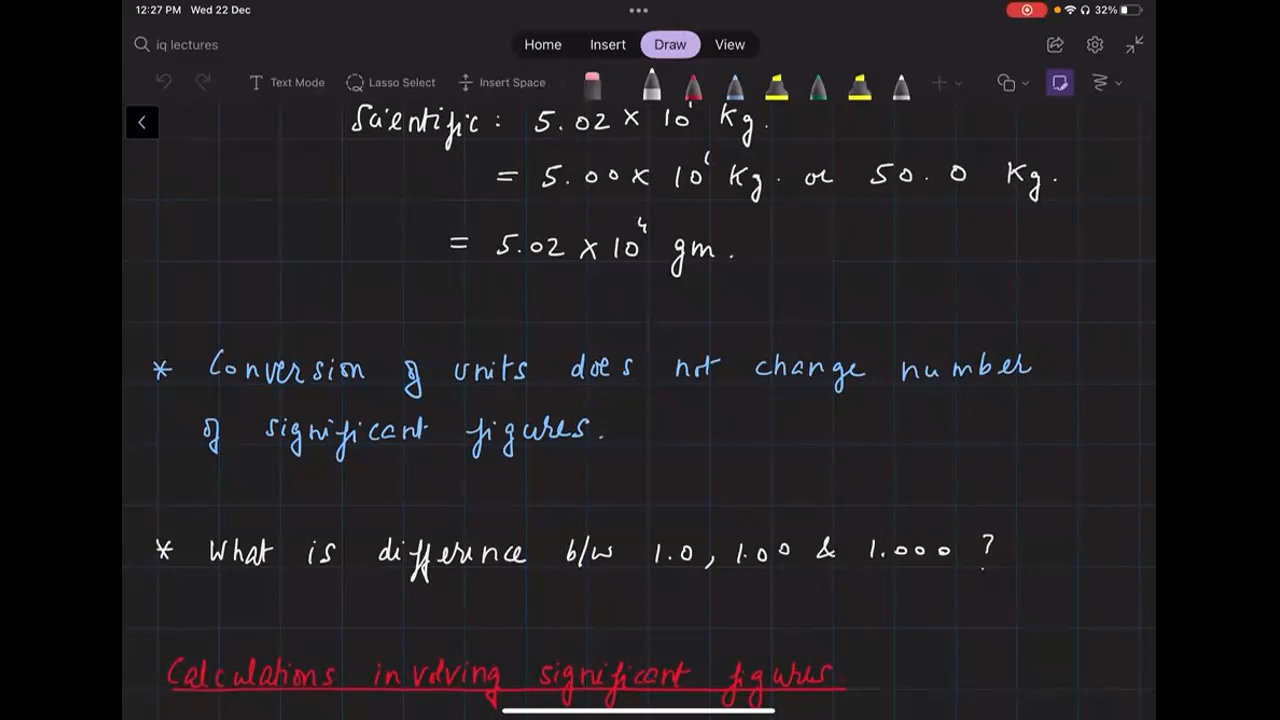 12:27 PM Wed 22 Dec
32%
iq lectures
Home Insert Draw View
Text Mode Lasso Select Insert Space
Scientific: 5.02 × 10¹ Kg.
= 5.00 × 10¹ Kg. or 50.0 Kg.
= 5.02 × 10⁴ gm.
* Conversion of units does not change number
of significant figures.
* What is difference b/w 1.0, 1.00 & 1.000 ?
Calculations involving significant figures